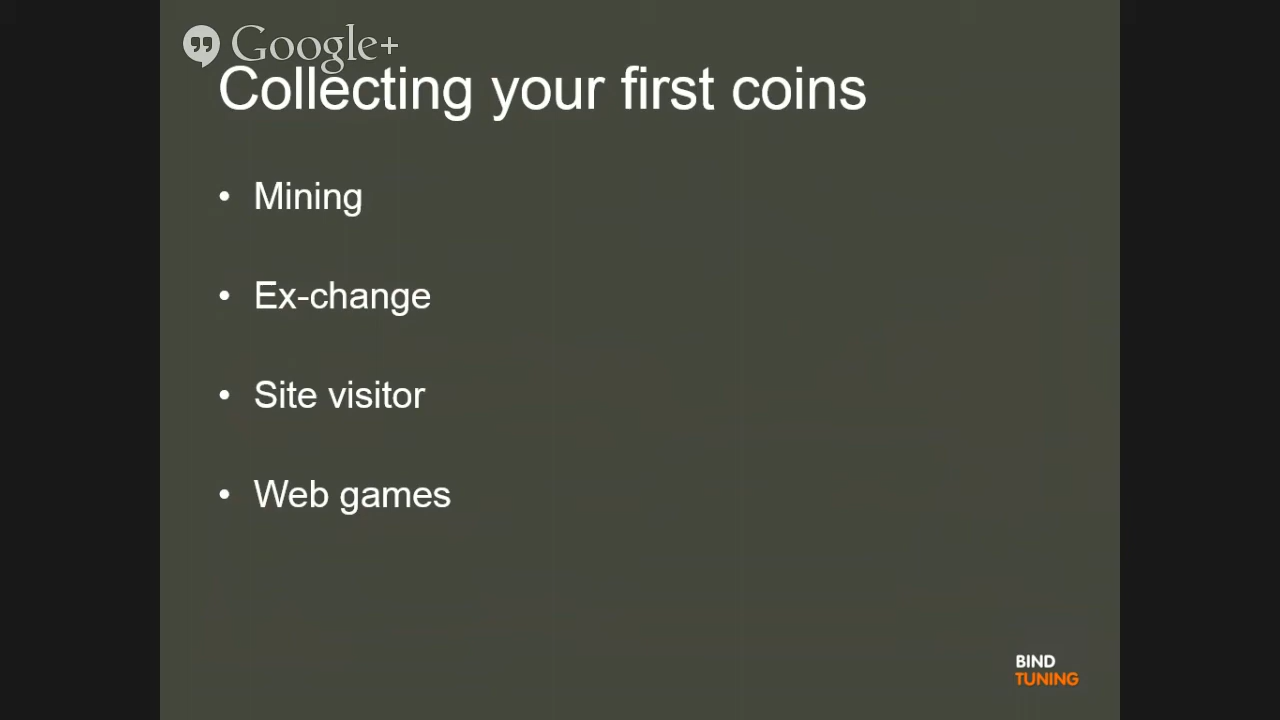 Google+
Collecting your first coins
• Mining
• Ex-change
• Site visitor
• Web games
BIND
TUNING